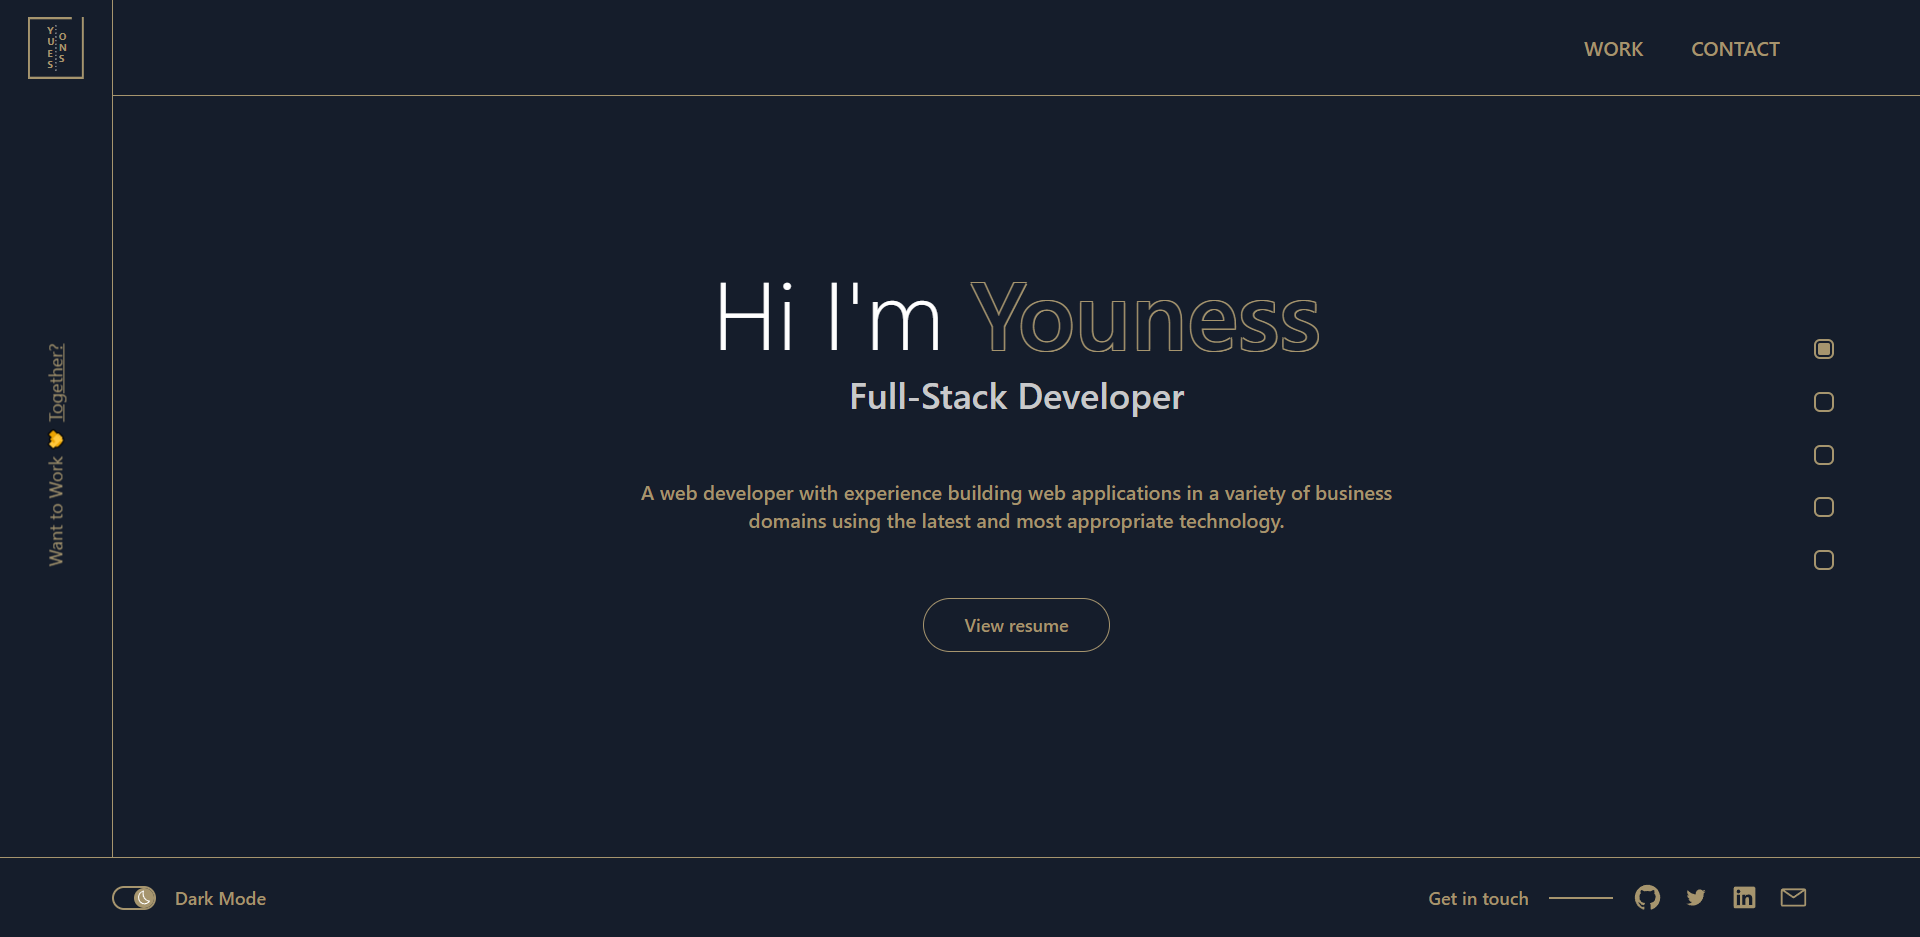 Y
O
U
N
E
S
S
WORK
CONTACT
Hi I'm Youness
Full-Stack Developer
A web developer with experience building web applications in a variety of business
domains using the latest and most appropriate technology.
View resume
Want to Work Together?
Dark Mode
Get in touch